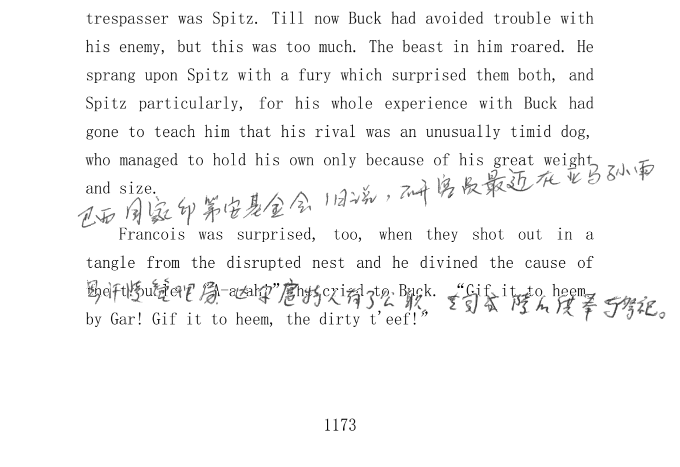 trespasser was Spitz. Till now Buck had avoided trouble with
his enemy, but this was too much. The beast in him roared. He
sprang upon Spitz with a fury which surprised them both, and
Spitz particularly, for his whole experience with Buck had
gone to teach him that his rival was an unusually timid dog,
who managed to hold his own only because of his great weight
and size.
巴西国家印第安基金会1日说，研究员最近在亚马孙雨
Francois was surprised, too, when they shot out in a
tangle from the disrupted nest and he divined the cause of
the trouble. "A-a-ah!" he cried to Buck. “Gif it to heem,
by Gar! Gif it to heem, the dirty t'eef!”
1173